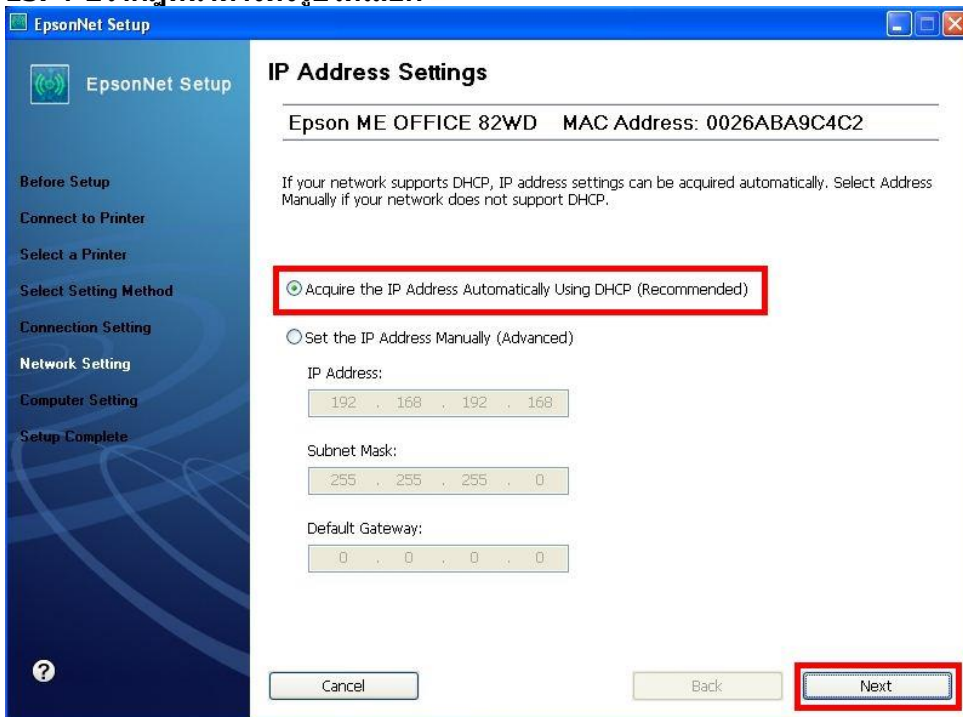 EpsonNet Setup
EpsonNet Setup
IP Address Settings
Epson ME OFFICE 82WD MAC Address: 0026ABA9C4C2
Before Setup
Connect to Printer
Select a Printer
Select Setting Method
Connection Setting
Network Setting
Computer Setting
Setup Complete
If your network supports DHCP, IP address settings can be acquired automatically. Select Address
Manually if your network does not support DHCP.
Acquire the IP Address Automatically Using DHCP (Recommended)
Set the IP Address Manually (Advanced)
IP Address:
192 . 168 . 192 . 168
Subnet Mask:
255 . 255 . 255 . 0
Default Gateway:
0 . 0 . 0 . 0
?
Cancel
Back
Next